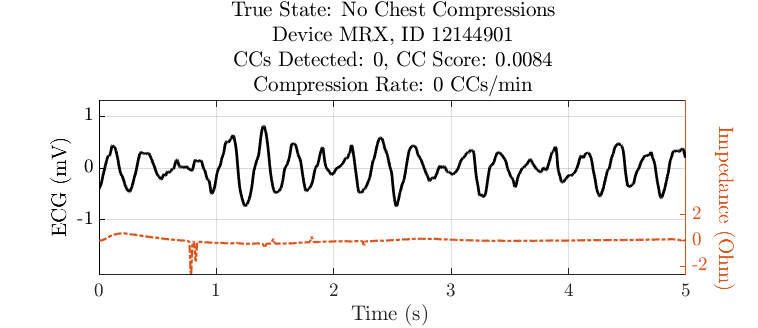 True State: No Chest Compressions
Device MRX, ID 12144901
CCs Detected: 0, CC Score: 0.0084
Compression Rate: 0 CCs/min
ECG (mV)
1
0
-1
Impedance (Ohm)
2
0
-2
0 1 2 3 4 5
Time (s)